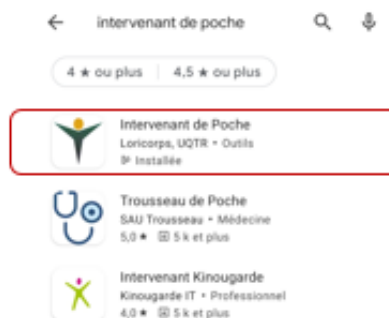 intervenant de poche
4 ★ ou plus
4,5 ★ ou plus
Intervenant de Poche
Loricorps, UQTR • Outils
Installée
Trousseau de Poche
SAU Trousseau • Médecine
5,0 ★ 5 k et plus
Intervenant Kinougarde
Kinougarde IT • Professionnel
4,0 ★ 5 k et plus